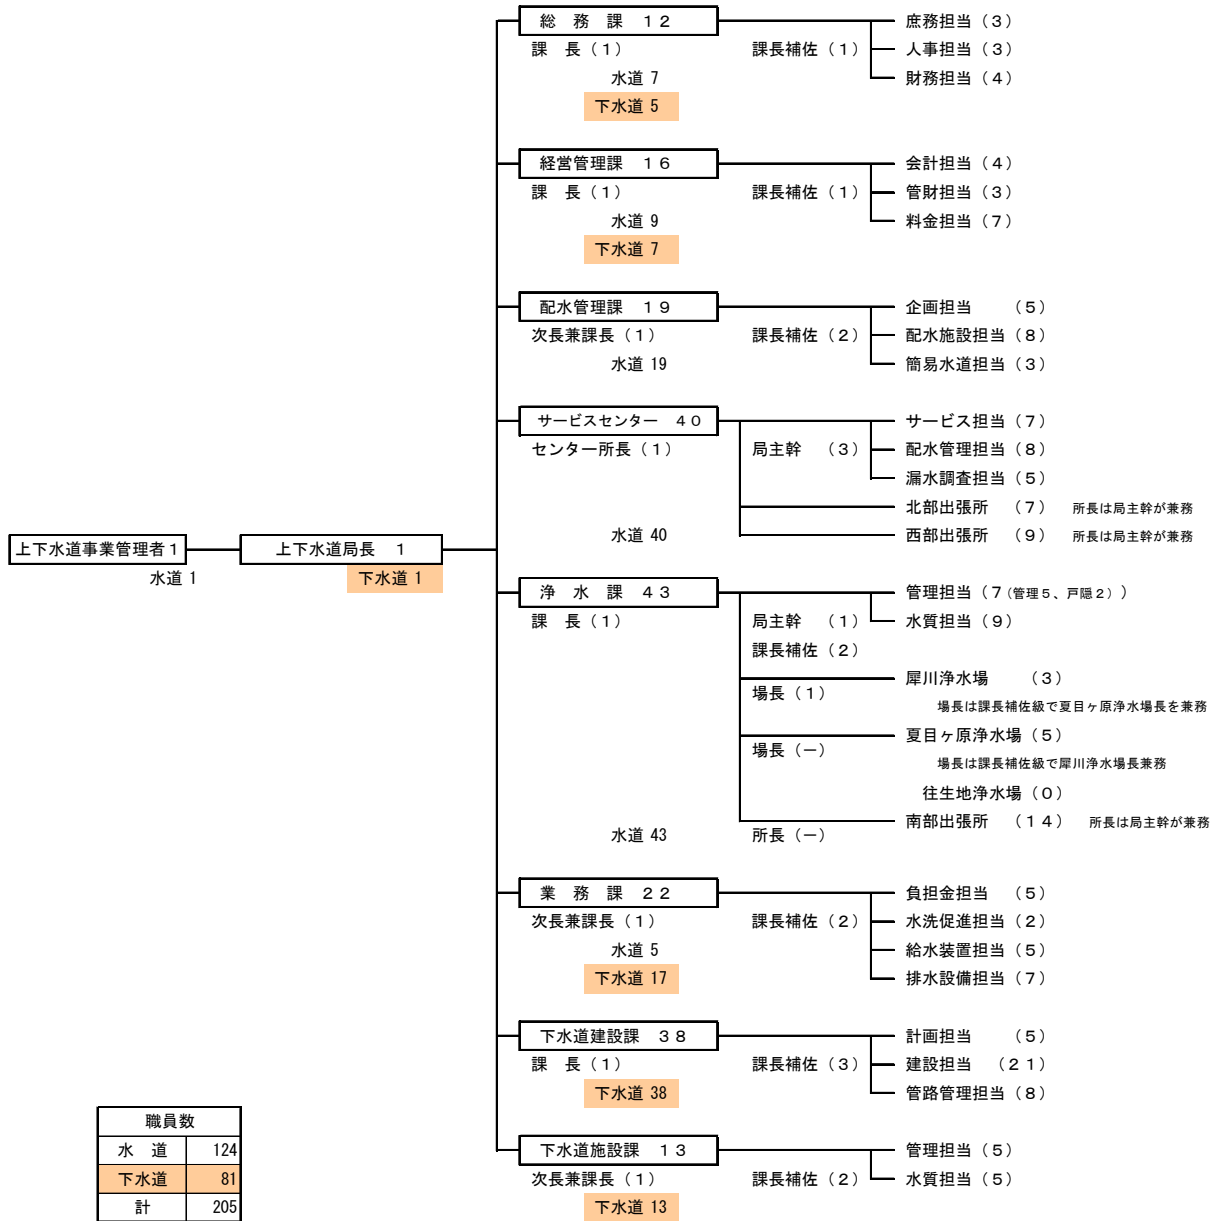 総　務　課　１２
課　長（１）　課長補佐（１）
水道 7
下水道 5
庶務担当（３）
人事担当（３）
財務担当（４）
経営管理課　１６
課　長（１）　課長補佐（１）
水道 9
下水道 7
会計担当（４）
管財担当（３）
料金担当（７）
配水管理課　１９
次長兼課長（１）　課長補佐（２）
水道 19
企画担当　　（５）
配水施設担当（８）
簡易水道担当（３）
サービスセンター　４０
センター所長（１）　局主幹　（３）
水道 40
サービス担当（７）
配水管理担当（８）
漏水調査担当（５）
北部出張所　（７）　所長は局主幹が兼務
西部出張所　（９）　所長は局主幹が兼務
上下水道事業管理者１
水道 1
上下水道局長　１
下水道 1
浄　水　課　４３
課　長（１）　局主幹　（１）
課長補佐（２）
管理担当（７（管理５、戸隠２））
水質担当（９）
場長（１）　犀川浄水場　　（３）
場長は課長補佐級で夏目ヶ原浄水場長を兼務
場長（－）　夏目ヶ原浄水場（５）
場長は課長補佐級で犀川浄水場長兼務
往生地浄水場（０）
水道 43
所長（－）　南部出張所　（１４）　所長は局主幹が兼務
業　務　課　２２
次長兼課長（１）　課長補佐（２）
水道 5
下水道 17
負担金担当　（５）
水洗促進担当（２）
給水装置担当（５）
排水設備担当（７）
下水道建設課　３８
課　長（１）　課長補佐（３）
下水道 38
計画担当　　（５）
建設担当　（２１）
管路管理担当（８）
下水道施設課　１３
次長兼課長（１）　課長補佐（２）
下水道 13
管理担当（５）
水質担当（５）
職員数
水　道　124
下水道　81
計　205